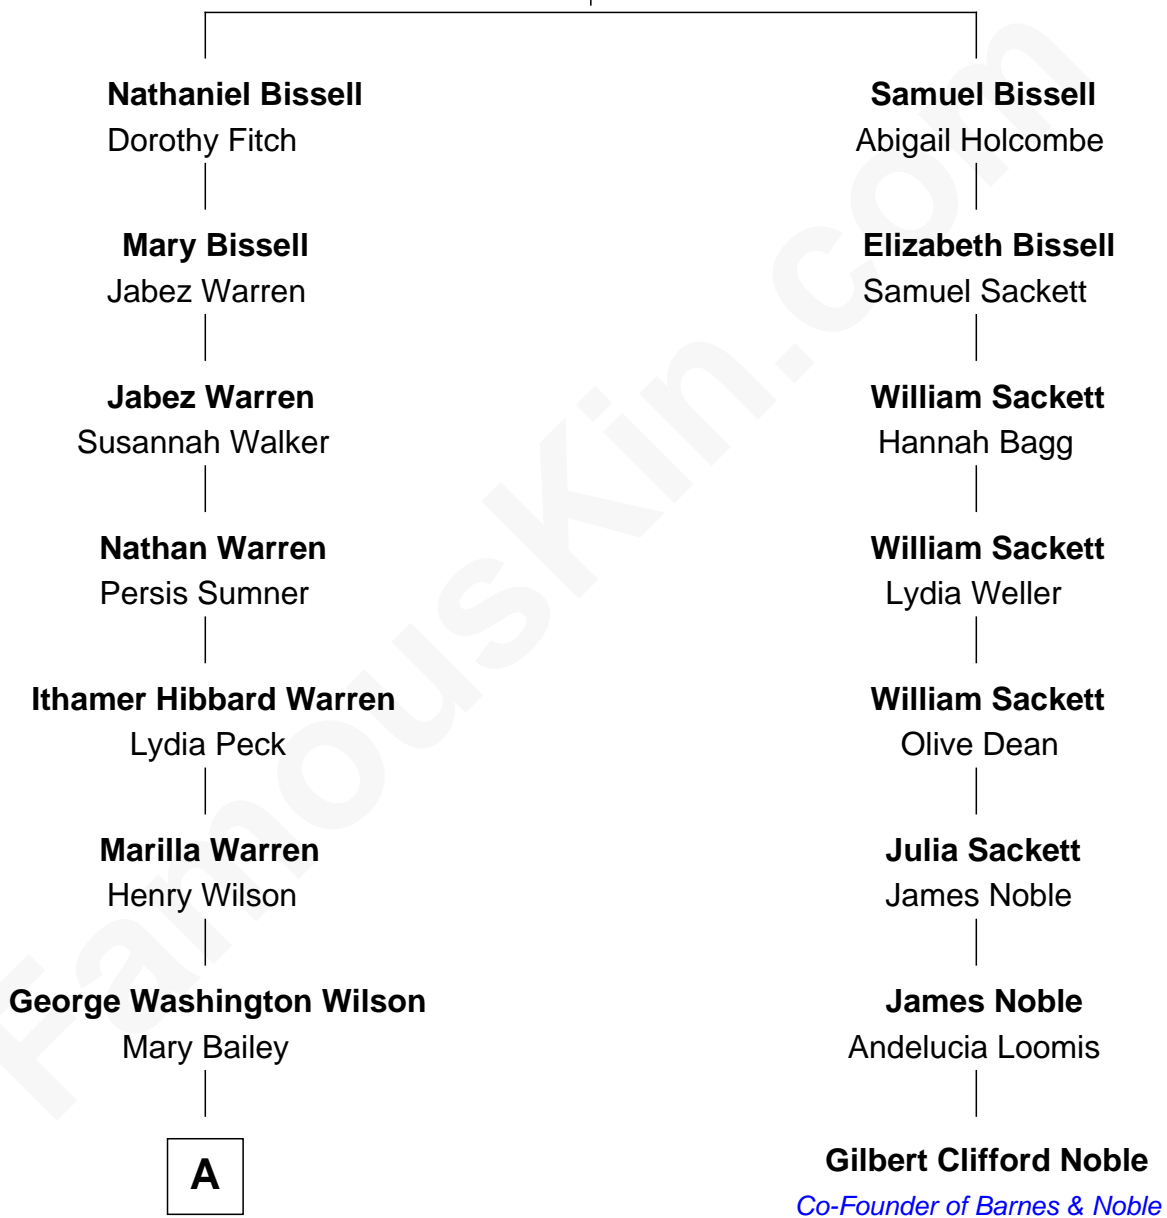 Nathaniel Bissell
Dorothy Fitch
Mary Bissell
Jabez Warren
Jabez Warren
Susannah Walker
Nathan Warren
Persis Sumner
Ithamer Hibbard Warren
Lydia Peck
Marilla Warren
Henry Wilson
George Washington Wilson
Mary Bailey
A
Samuel Bissell
Abigail Holcombe
Elizabeth Bissell
Samuel Sackett
William Sackett
Hannah Bagg
William Sackett
Lydia Weller
William Sackett
Olive Dean
Julia Sackett
James Noble
James Noble
Andelucia Loomis
Gilbert Clifford Noble
Co-Founder of Barnes & Noble
FamousKin.com